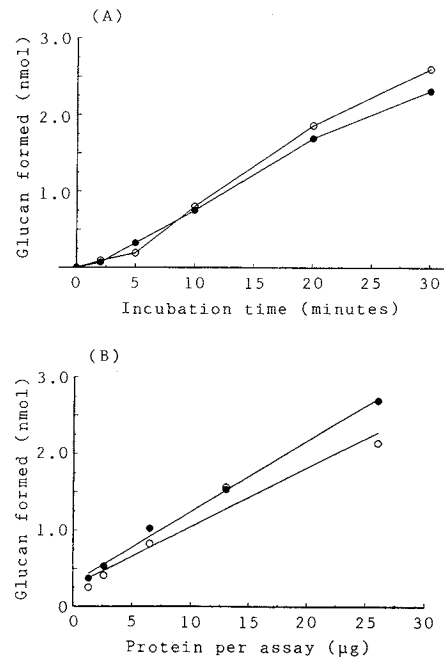 (A)
Glucan formed (nmol)
3.0
2.0
1.0
0 5 10 15 20 25 30
Incubation time (minutes)
(B)
Glucan formed (nmol)
3.0
2.0
1.0
0
0 5 10 15 20 25 30
Protein per assay (µg)